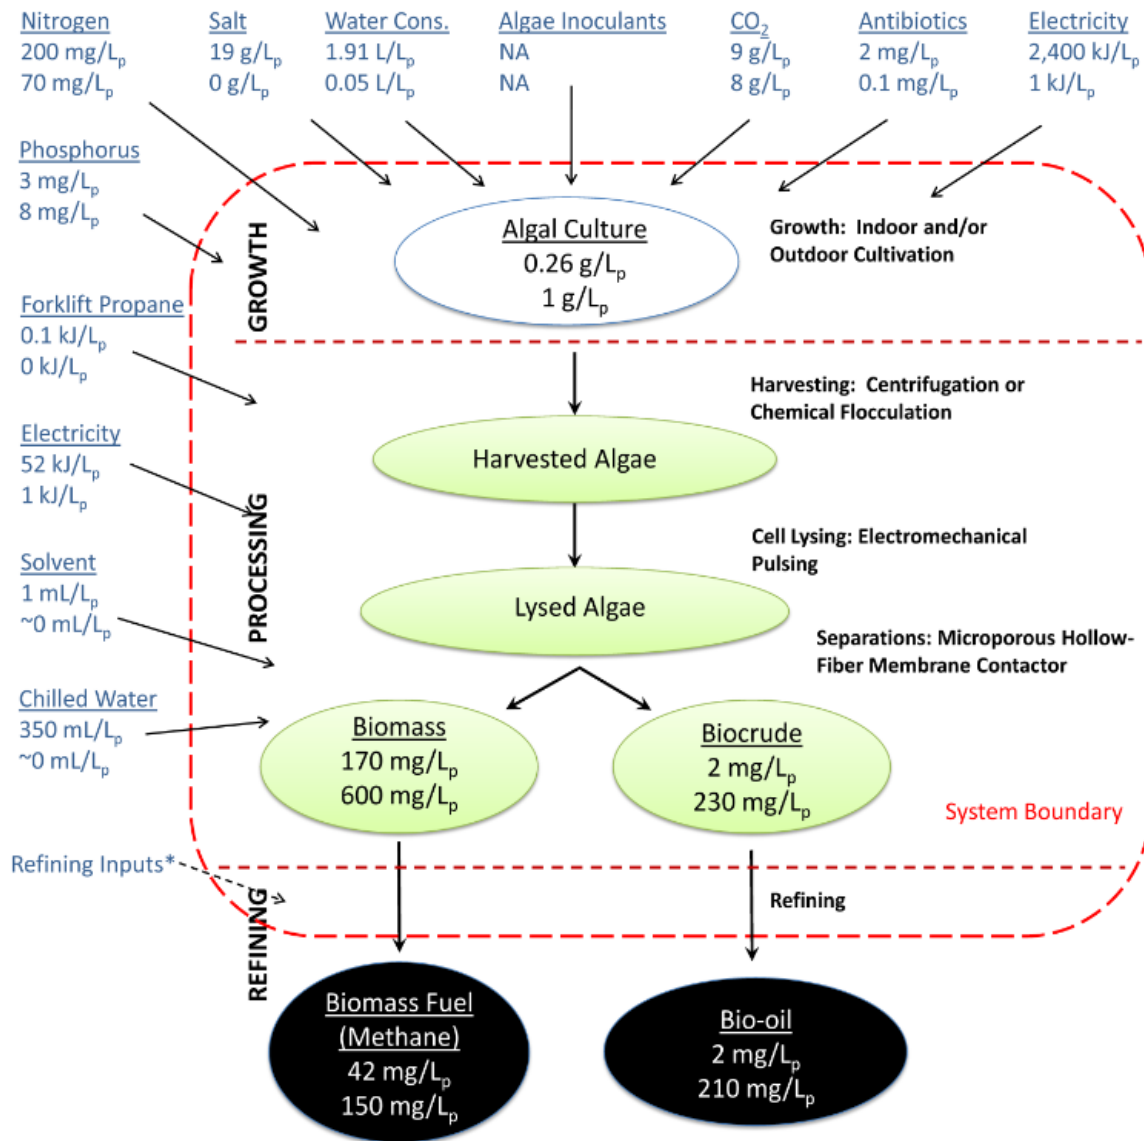 Nitrogen
200 mg/Lₚ
70 mg/Lₚ
Salt
19 g/Lₚ
0 g/Lₚ
Water Cons.
1.91 L/Lₚ
0.05 L/Lₚ
Algae Inoculants
NA
NA
CO₂
9 g/Lₚ
8 g/Lₚ
Antibiotics
2 mg/Lₚ
0.1 mg/Lₚ
Electricity
2,400 kJ/Lₚ
1 kJ/Lₚ
Phosphorus
3 mg/Lₚ
8 mg/Lₚ
GROWTH
Algal Culture
0.26 g/Lₚ
1 g/Lₚ
Growth: Indoor and/or
Outdoor Cultivation
Forklift Propane
0.1 kJ/Lₚ
0 kJ/Lₚ
Harvesting: Centrifugation or
Chemical Flocculation
Electricity
52 kJ/Lₚ
1 kJ/Lₚ
Harvested Algae
PROCESSING
Cell Lysing: Electromechanical
Pulsing
Solvent
1 mL/Lₚ
~0 mL/Lₚ
Lysed Algae
Separations: Microporous Hollow-
Fiber Membrane Contactor
Chilled Water
350 mL/Lₚ
~0 mL/Lₚ
Biomass
170 mg/Lₚ
600 mg/Lₚ
Biocrude
2 mg/Lₚ
230 mg/Lₚ
System Boundary
Refining Inputs*
REFINING
Refining
Biomass Fuel
(Methane)
42 mg/Lₚ
150 mg/Lₚ
Bio-oil
2 mg/Lₚ
210 mg/Lₚ